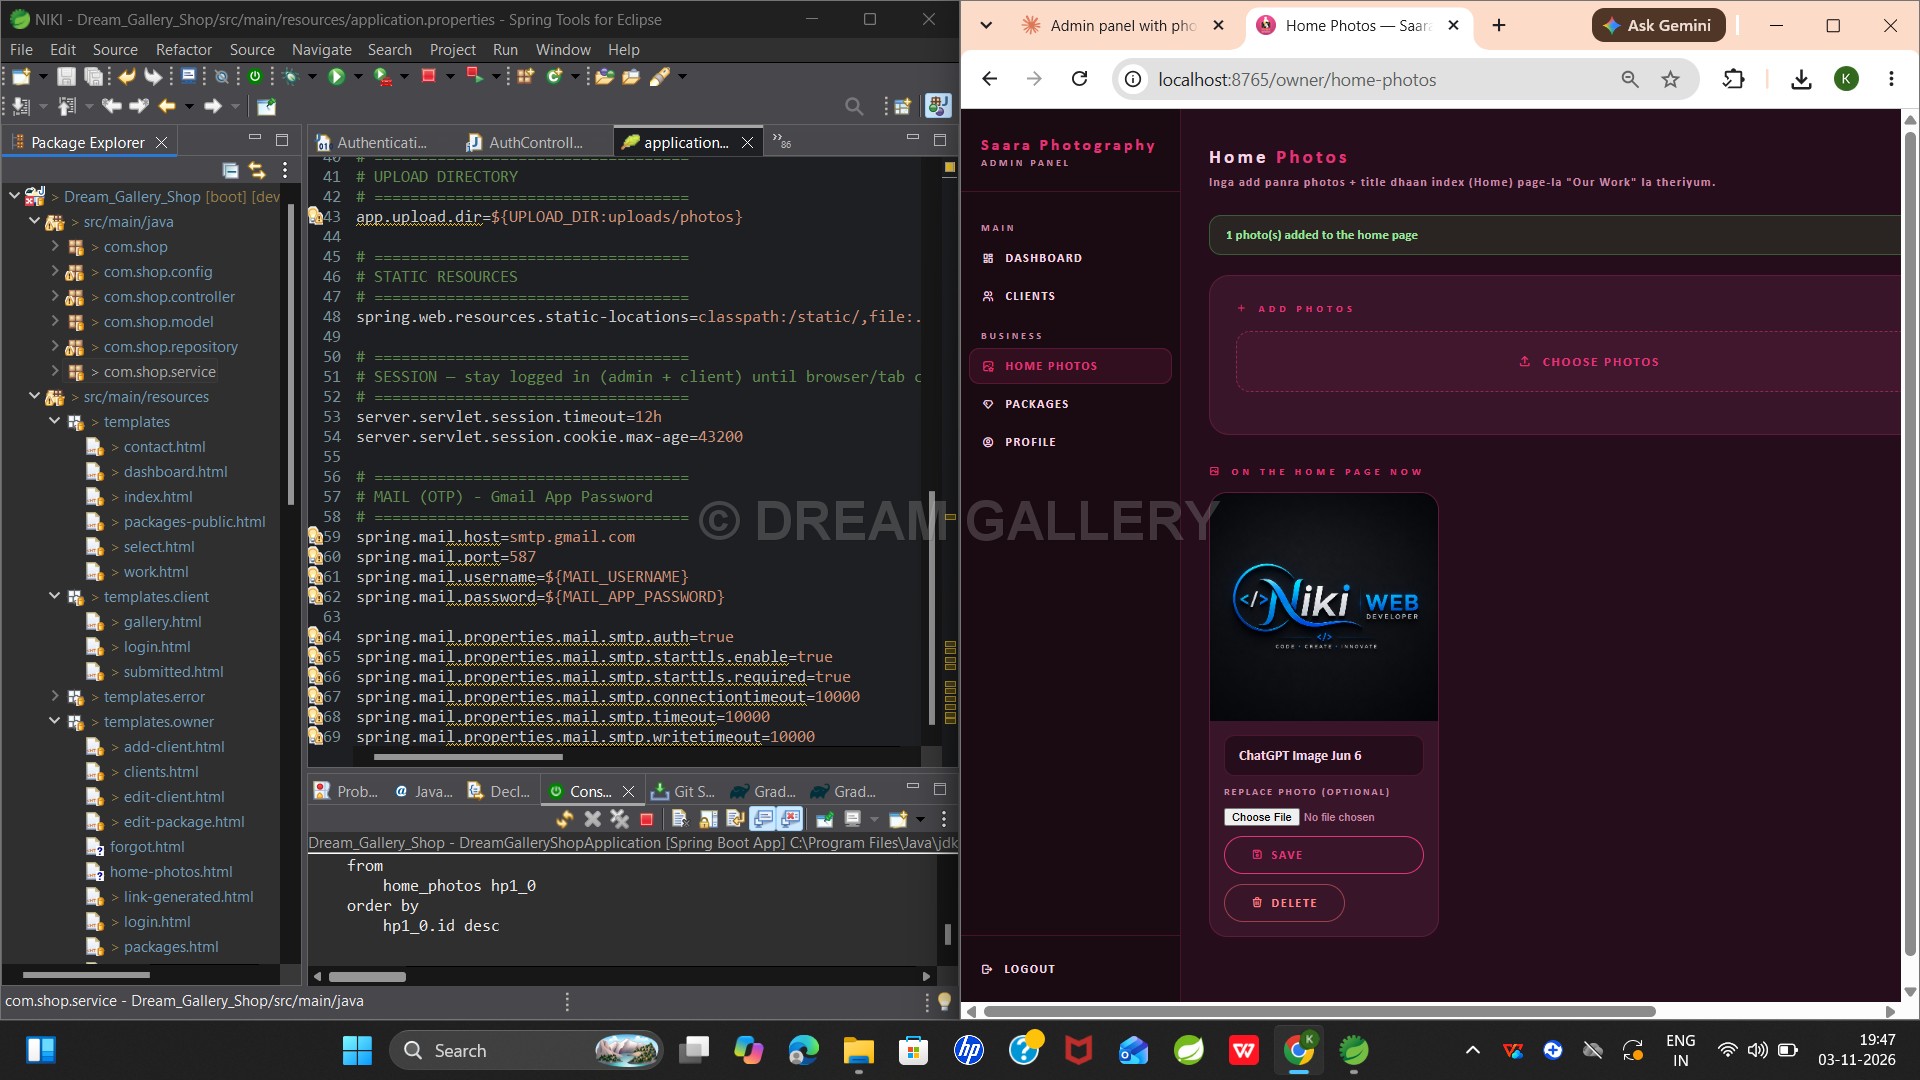 NIKI - Dream_Gallery_Shop/src/main/resources/application.properties - Spring Tools for Eclipse
File Edit Source Refactor Source Navigate Search Project Run Window Help
Package Explorer
> Dream_Gallery_Shop [boot] [dev
> src/main/java
> com.shop
> com.shop.config
> com.shop.controller
> com.shop.model
> com.shop.repository
> com.shop.service
> src/main/resources
> templates
> contact.html
> dashboard.html
> index.html
> packages-public.html
> select.html
> work.html
> templates.client
> gallery.html
> login.html
> submitted.html
> templates.error
> templates.owner
> add-client.html
> clients.html
> edit-client.html
> edit-package.html
forgot.html
home-photos.html
> link-generated.html
> login.html
> packages.html
Authenticati... AuthControll... application... 86
40 # ===================================
41 # UPLOAD DIRECTORY
42 # ===================================
43 app.upload.dir=${UPLOAD_DIR:uploads/photos}
44
45 # ===================================
46 # STATIC RESOURCES
47 # ===================================
48 spring.web.resources.static-locations=classpath:/static/,file:.
49
50 # ===================================
51 # SESSION — stay logged in (admin + client) until browser/tab c
52 # ===================================
53 server.servlet.session.timeout=12h
54 server.servlet.session.cookie.max-age=43200
55
56 # ===================================
57 # MAIL (OTP) - Gmail App Password
58 # ===================================
59 spring.mail.host=smtp.gmail.com
60 spring.mail.port=587
61 spring.mail.username=${MAIL_USERNAME}
62 spring.mail.password=${MAIL_APP_PASSWORD}
63
64 spring.mail.properties.mail.smtp.auth=true
65 spring.mail.properties.mail.smtp.starttls.enable=true
66 spring.mail.properties.mail.smtp.starttls.required=true
67 spring.mail.properties.mail.smtp.connectiontimeout=10000
68 spring.mail.properties.mail.smtp.timeout=10000
69 spring.mail.properties.mail.smtp.writetimeout=10000
Prob... Java... Decl... Cons... Git S... Grad... Grad...
Dream_Gallery_Shop - DreamGalleryShopApplication [Spring Boot App] C:\Program Files\Java\jdk
from
home_photos hp1_0
order by
hp1_0.id desc
com.shop.service - Dream_Gallery_Shop/src/main/java
© DREAM GALLERY
Admin panel with pho
Home Photos — Saara
Ask Gemini
localhost:8765/owner/home-photos
K
Saara Photography
ADMIN PANEL
MAIN
DASHBOARD
CLIENTS
BUSINESS
HOME PHOTOS
PACKAGES
PROFILE
LOGOUT
Home Photos
Inga add panra photos + title dhaan index (Home) page-la "Our Work" la theriyum.
1 photo(s) added to the home page
+ ADD PHOTOS
CHOOSE PHOTOS
ON THE HOME PAGE NOW
</> Niki WEB
DEVELOPER
</>
CODE • CREATE • INNOVATE
ChatGPT Image Jun 6
REPLACE PHOTO (OPTIONAL)
Choose File No file chosen
SAVE
DELETE
Search
ENG
IN
19:47
03-11-2026